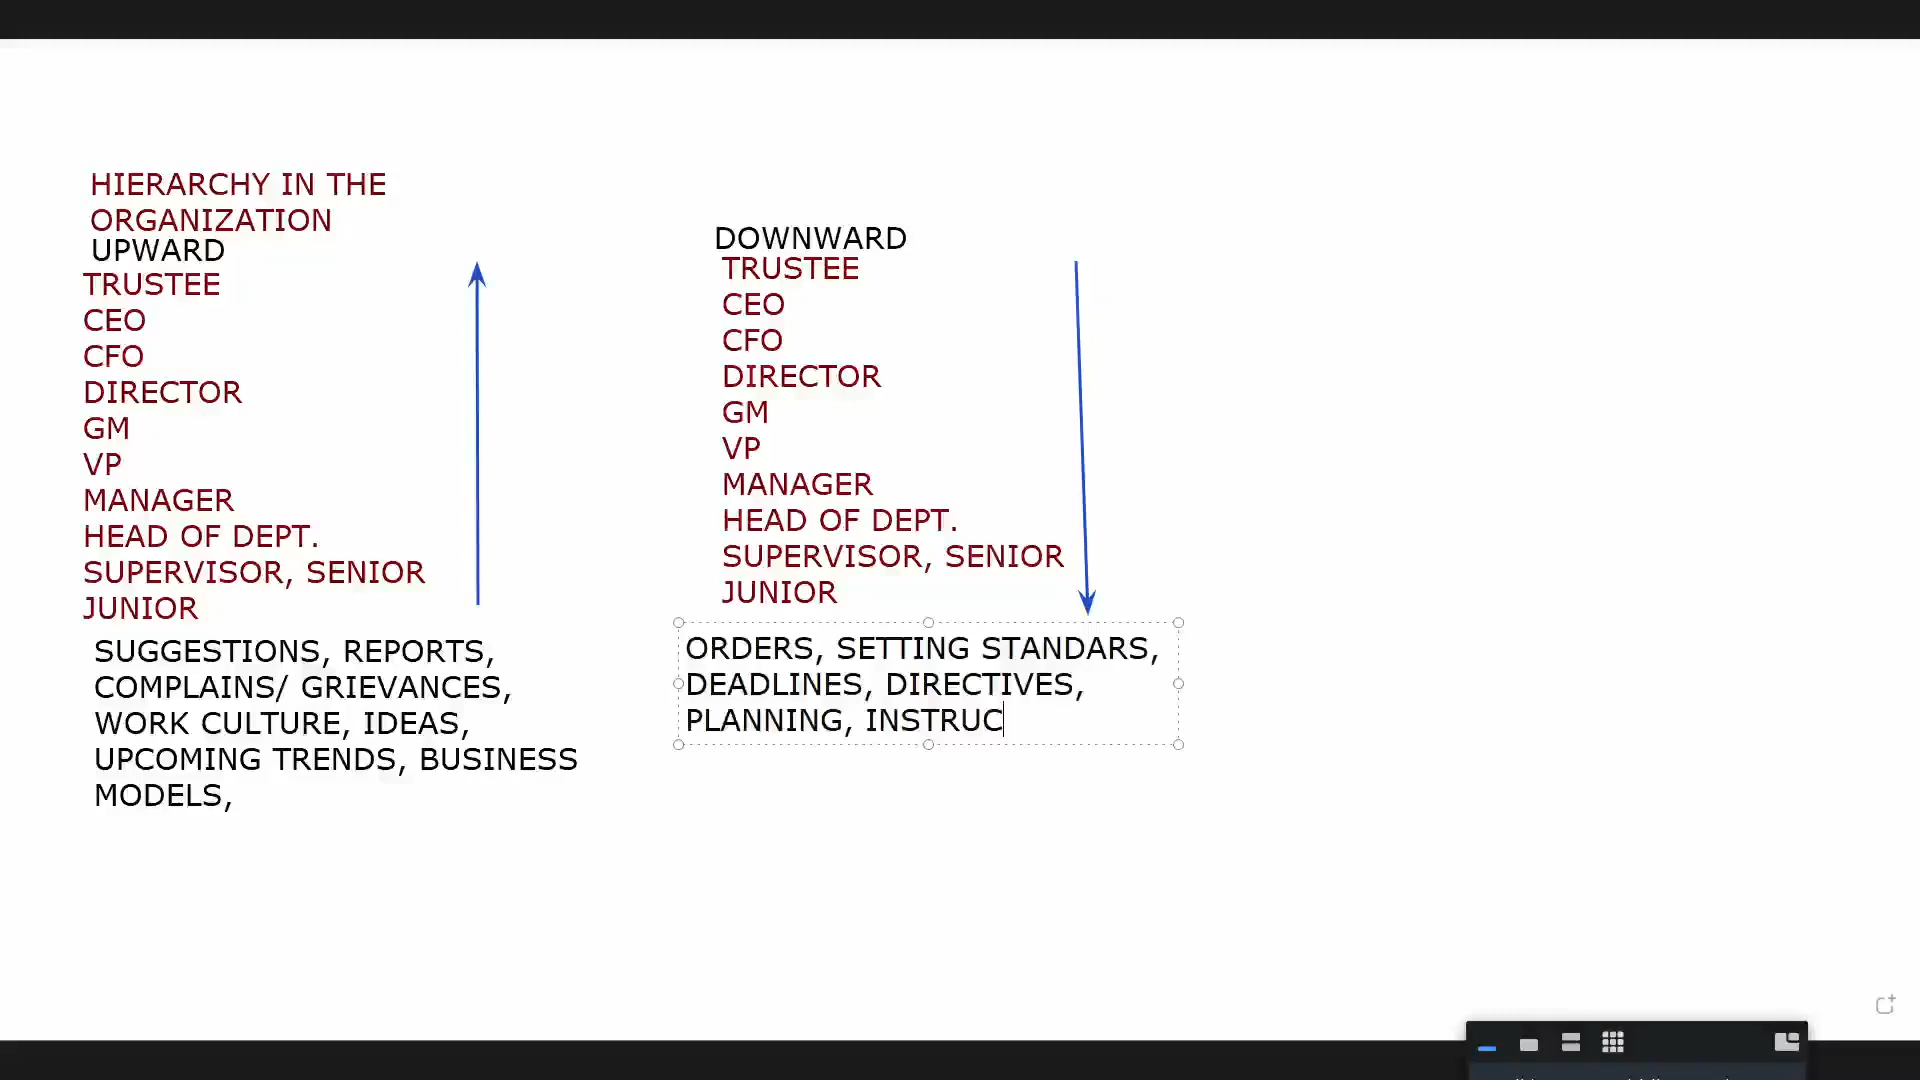 HIERARCHY IN THE
ORGANIZATION
UPWARD
TRUSTEE
CEO
CFO
DIRECTOR
GM
VP
MANAGER
HEAD OF DEPT.
SUPERVISOR, SENIOR
JUNIOR
SUGGESTIONS, REPORTS,
COMPLAINS/ GRIEVANCES,
WORK CULTURE, IDEAS,
UPCOMING TRENDS, BUSINESS
MODELS,
DOWNWARD
TRUSTEE
CEO
CFO
DIRECTOR
GM
VP
MANAGER
HEAD OF DEPT.
SUPERVISOR, SENIOR
JUNIOR
ORDERS, SETTING STANDARS,
DEADLINES, DIRECTIVES,
PLANNING, INSTRUC